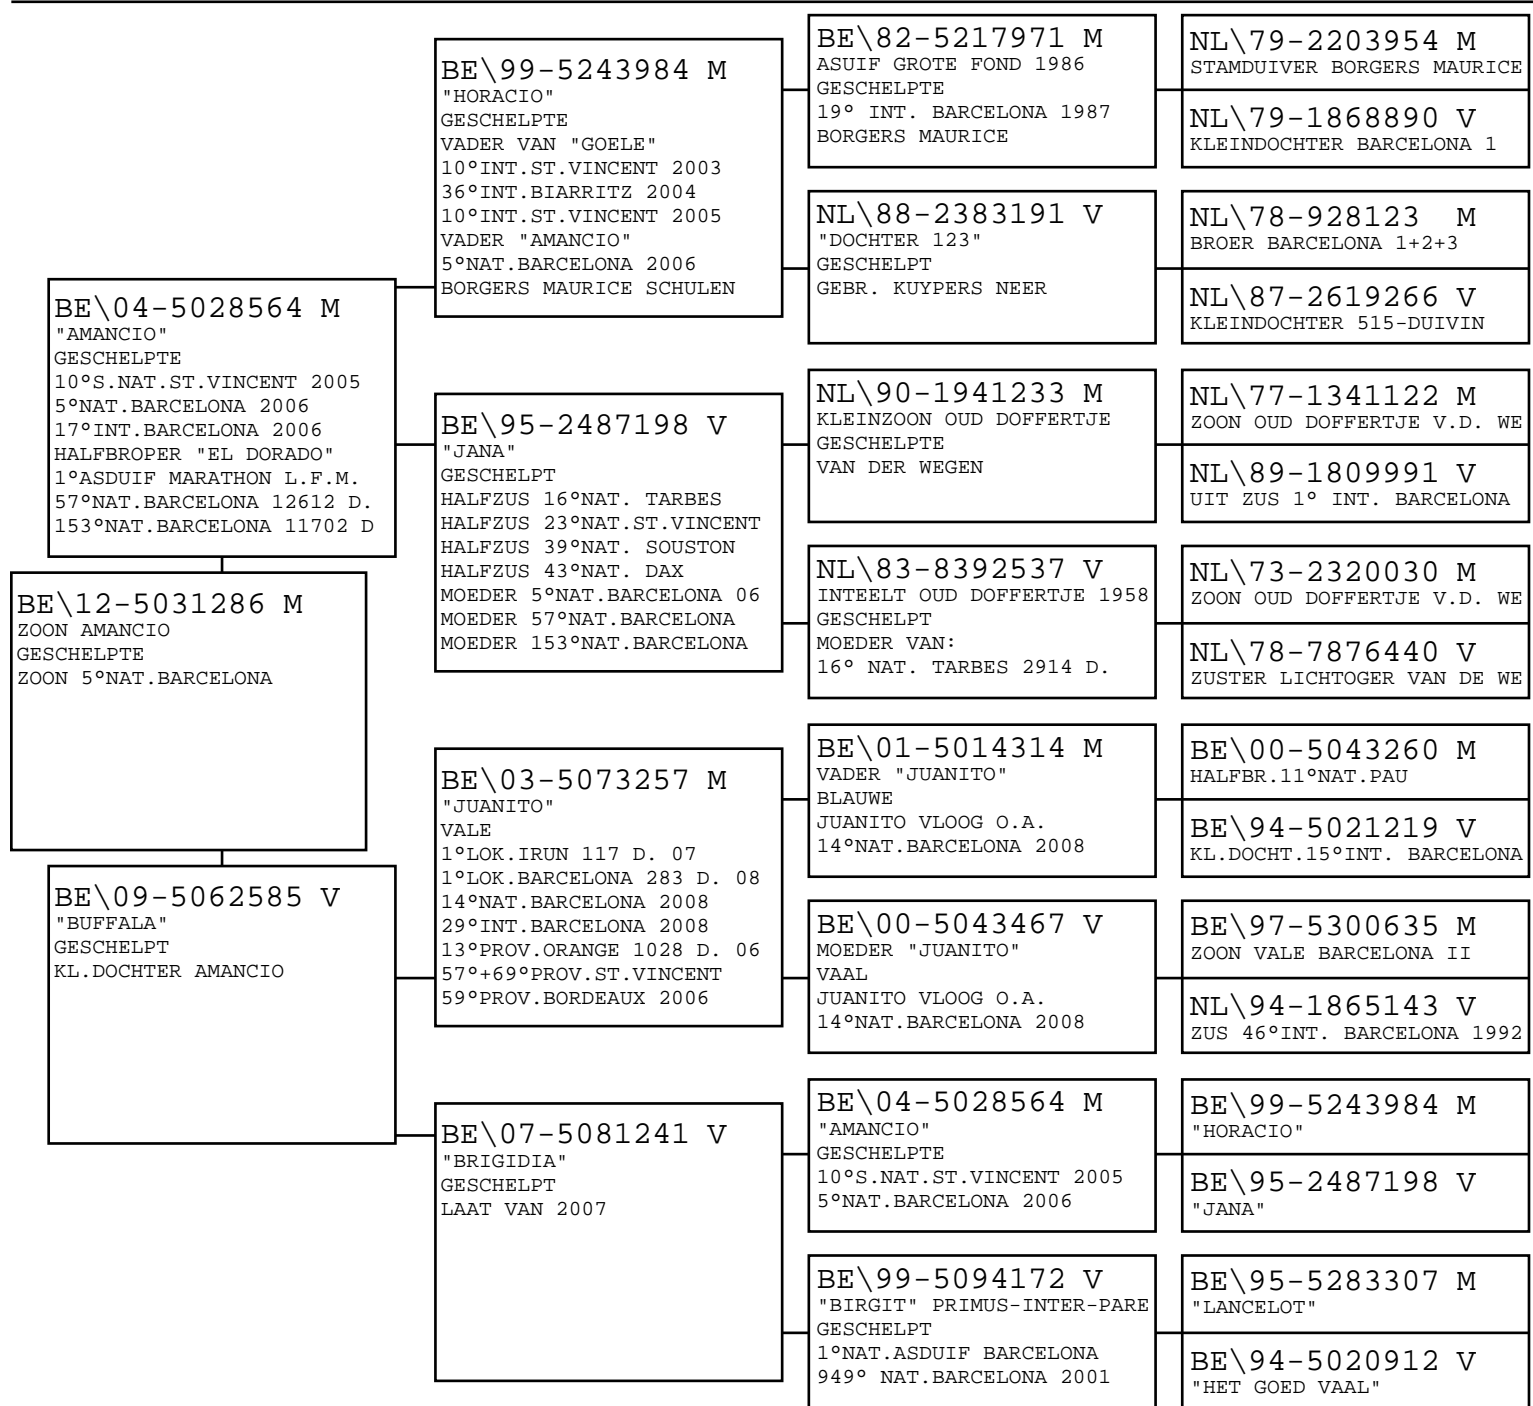 BE\12-5031286 M
ZOON AMANCIO
GESCHELPTE
ZOON 5°NAT.BARCELONA
BE\04-5028564 M
"AMANCIO"
GESCHELPTE
10°S.NAT.ST.VINCENT 2005
5°NAT.BARCELONA 2006
17°INT.BARCELONA 2006
HALFBROPER "EL DORADO"
1°ASDUIF MARATHON L.F.M.
57°NAT.BARCELONA 12612 D.
153°NAT.BARCELONA 11702 D
BE\09-5062585 V
"BUFFALA"
GESCHELPT
KL.DOCHTER AMANCIO
BE\99-5243984 M
"HORACIO"
GESCHELPTE
VADER VAN "GOELE"
10°INT.ST.VINCENT 2003
36°INT.BIARRITZ 2004
10°INT.ST.VINCENT 2005
VADER "AMANCIO"
5°NAT.BARCELONA 2006
BORGERS MAURICE SCHULEN
BE\95-2487198 V
"JANA"
GESCHELPT
HALFZUS 16°NAT. TARBES
HALFZUS 23°NAT.ST.VINCENT
HALFZUS 39°NAT. SOUSTON
HALFZUS 43°NAT. DAX
MOEDER 5°NAT.BARCELONA 06
MOEDER 57°NAT.BARCELONA
MOEDER 153°NAT.BARCELONA
BE\03-5073257 M
"JUANITO"
VALE
1°LOK.IRUN 117 D. 07
1°LOK.BARCELONA 283 D. 08
14°NAT.BARCELONA 2008
29°INT.BARCELONA 2008
13°PROV.ORANGE 1028 D. 06
57°+69°PROV.ST.VINCENT
59°PROV.BORDEAUX 2006
BE\07-5081241 V
"BRIGIDIA"
GESCHELPT
LAAT VAN 2007
BE\82-5217971 M
ASUIF GROTE FOND 1986
GESCHELPTE
19° INT. BARCELONA 1987
BORGERS MAURICE
NL\88-2383191 V
"DOCHTER 123"
GESCHELPT
GEBR. KUYPERS NEER
NL\90-1941233 M
KLEINZOON OUD DOFFERTJE
GESCHELPTE
VAN DER WEGEN
NL\83-8392537 V
INTEELT OUD DOFFERTJE 1958
GESCHELPT
MOEDER VAN:
16° NAT. TARBES 2914 D.
BE\01-5014314 M
VADER "JUANITO"
BLAUWE
JUANITO VLOOG O.A.
14°NAT.BARCELONA 2008
BE\00-5043467 V
MOEDER "JUANITO"
VAAL
JUANITO VLOOG O.A.
14°NAT.BARCELONA 2008
BE\04-5028564 M
"AMANCIO"
GESCHELPTE
10°S.NAT.ST.VINCENT 2005
5°NAT.BARCELONA 2006
BE\99-5094172 V
"BIRGIT" PRIMUS-INTER-PARE
GESCHELPT
1°NAT.ASDUIF BARCELONA
949° NAT.BARCELONA 2001
NL\79-2203954 M
STAMDUIVER BORGERS MAURICE
NL\79-1868890 V
KLEINDOCHTER BARCELONA 1
NL\78-928123 M
BROER BARCELONA 1+2+3
NL\87-2619266 V
KLEINDOCHTER 515-DUIVIN
NL\77-1341122 M
ZOON OUD DOFFERTJE V.D. WE
NL\89-1809991 V
UIT ZUS 1° INT. BARCELONA
NL\73-2320030 M
ZOON OUD DOFFERTJE V.D. WE
NL\78-7876440 V
ZUSTER LICHTOGER VAN DE WE
BE\00-5043260 M
HALFBR.11°NAT.PAU
BE\94-5021219 V
KL.DOCHT.15°INT. BARCELONA
BE\97-5300635 M
ZOON VALE BARCELONA II
NL\94-1865143 V
ZUS 46°INT. BARCELONA 1992
BE\99-5243984 M
"HORACIO"
BE\95-2487198 V
"JANA"
BE\95-5283307 M
"LANCELOT"
BE\94-5020912 V
"HET GOED VAAL"